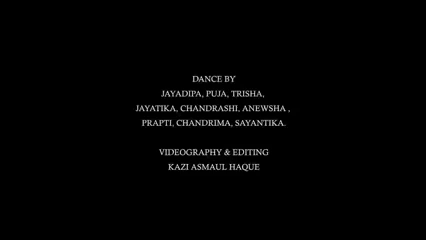 DANCE BY
JAYADIPA, PUJA, TRISHA,
JAYATIKA, CHANDRASHI, ANEWSHA ,
PRAPTI, CHANDRIMA, SAYANTIKA.
VIDEOGRAPHY & EDITING
KAZI ASMAUL HAQUE